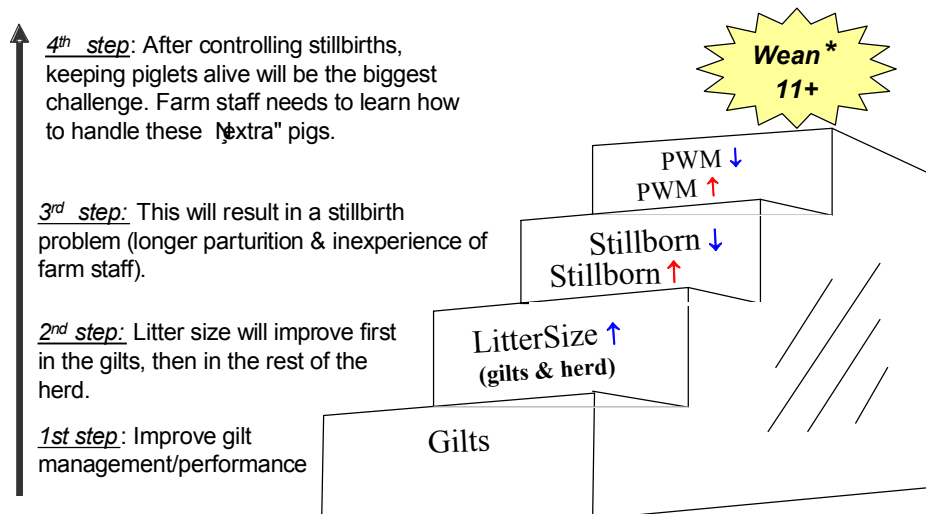 4th step: After controlling stillbirths,
keeping piglets alive will be the biggest
challenge. Farm staff needs to learn how
to handle these extra" pigs.
3rd step: This will result in a stillbirth
problem (longer parturition & inexperience of
farm staff).
2nd step: Litter size will improve first
in the gilts, then in the rest of the
herd.
1st step: Improve gilt
management/performance
Wean *
11+
PWM ↓
PWM ↑
Stillborn ↓
Stillborn ↑
LitterSize ↑
(gilts & herd)
Gilts